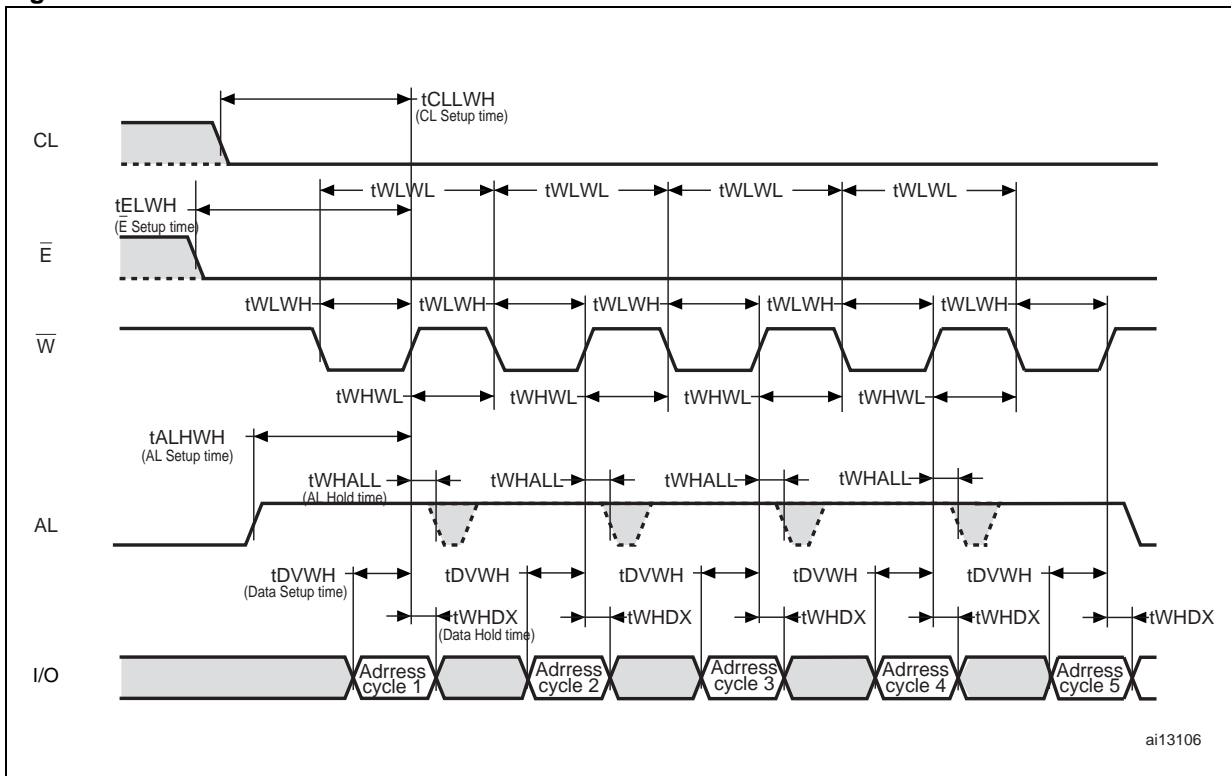 tCLLWH
(CL Setup time)
CL
tWLWL tWLWL tWLWL tWLWL
tELWH
(E̅ Setup time)
E̅
tWLWH tWLWH tWLWH tWLWH tWLWH
W̅
tWHWL tWHWL tWHWL tWHWL
tALHWH
(AL Setup time)
tWHALL tWHALL tWHALL tWHALL
(AL Hold time)
AL
tDVWH tDVWH tDVWH tDVWH tDVWH
(Data Setup time)
tWHDX tWHDX tWHDX tWHDX tWHDX
(Data Hold time)
I/O
Adrress cycle 1
Adrress cycle 2
Adrress cycle 3
Adrress cycle 4
Adrress cycle 5
ai13106